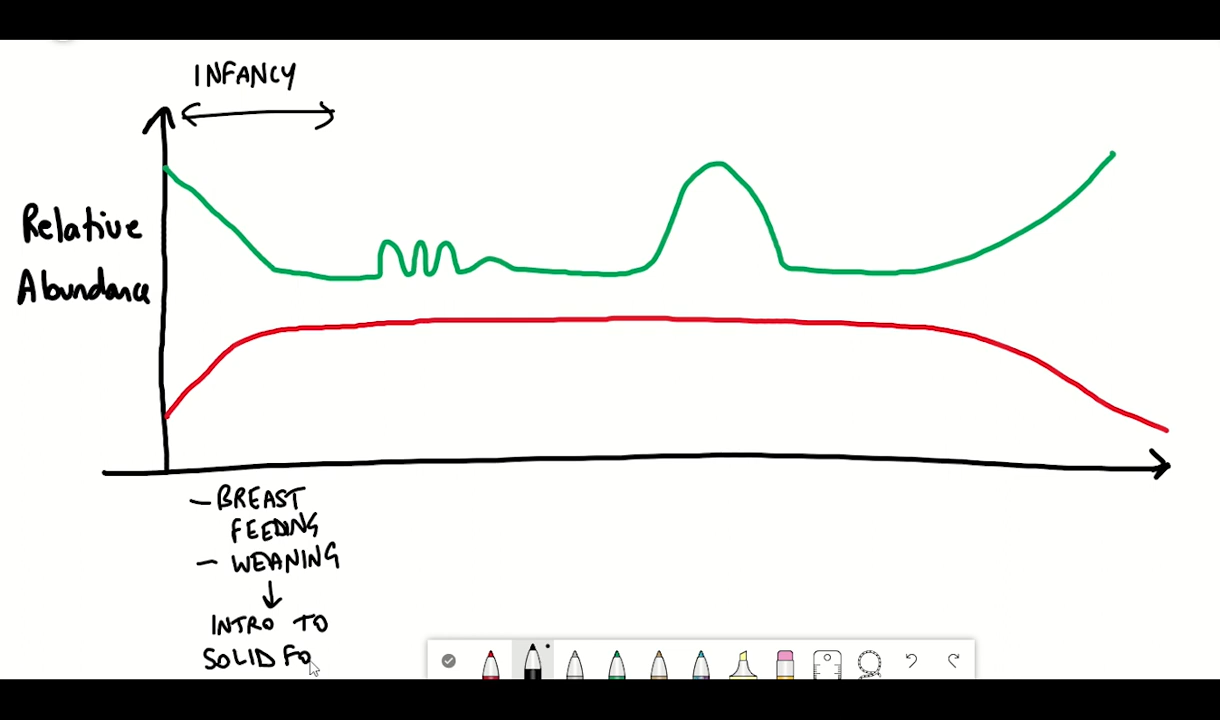 INFANCY
Relative
Abundance
- BREAST
FEEDING
- WEANING
↓
INTRO TO
SOLID FO